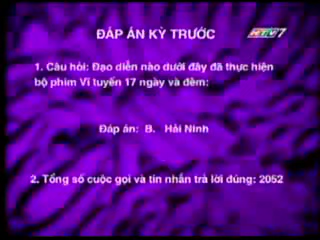 ĐÁP ÁN KỲ TRƯỚC
HTV7
1. Câu hỏi: Đạo diễn nào dưới đây đã thực hiện
bộ phim Vĩ tuyến 17 ngày và đêm:
Đáp án: B. Hải Ninh
2. Tổng số cuộc gọi và tin nhắn trả lời đúng: 2052